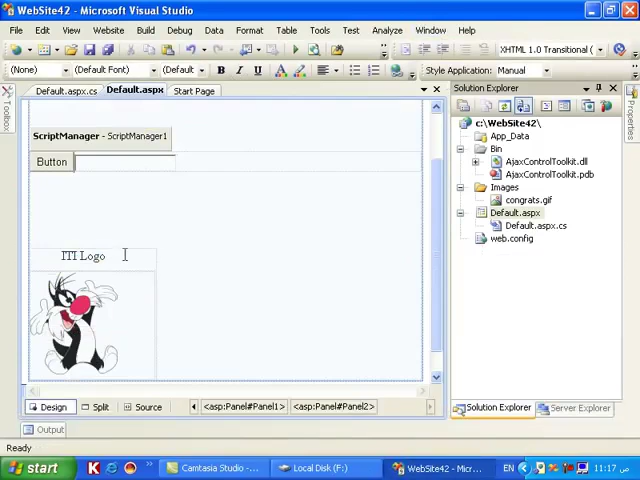 WebSite42 - Microsoft Visual Studio
File Edit View Website Build Debug Data Format Table Tools Test Analyze Window Help
XHTML 1.0 Transitional (
(None) (Default Font) (Default
B I U A
Style Application: Manual
Toolbox
Default.aspx.cs Default.aspx Start Page
ScriptManager - ScriptManager1
Button
ITI Logo
Design Split Source <asp:Panel#Panel1> <asp:Panel#Panel2>
Output
Ready
Solution Explorer
c:\WebSite42\
App_Data
Bin
AjaxControlToolkit.dll
AjaxControlToolkit.pdb
Images
congrats.gif
Default.aspx
Default.aspx.cs
web.config
Solution Explorer Server Explorer
Properties
start
Camtasia Studio - ...
Local Disk (F:)
WebSite42 - Micr...
EN
11:17 ص